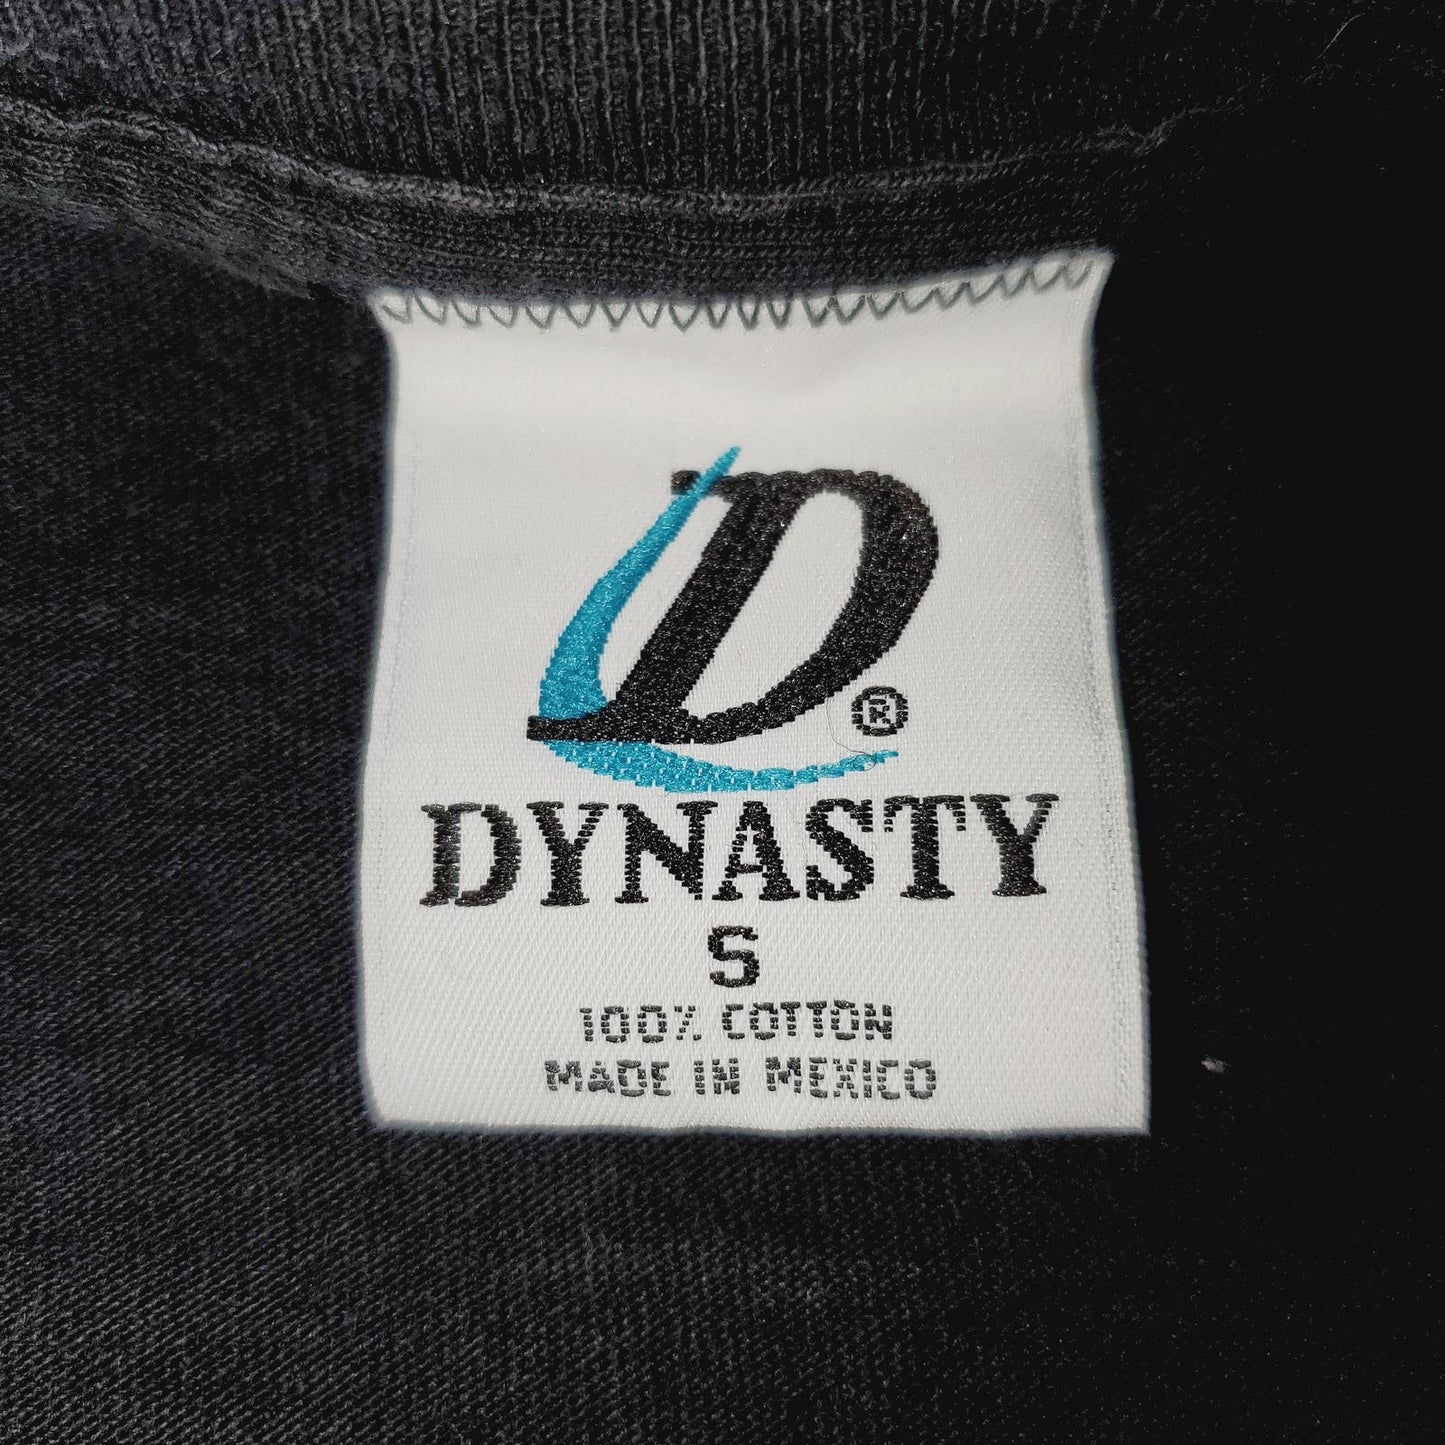 D®
DYNASTY
S
100% COTTON
MADE IN MEXICO